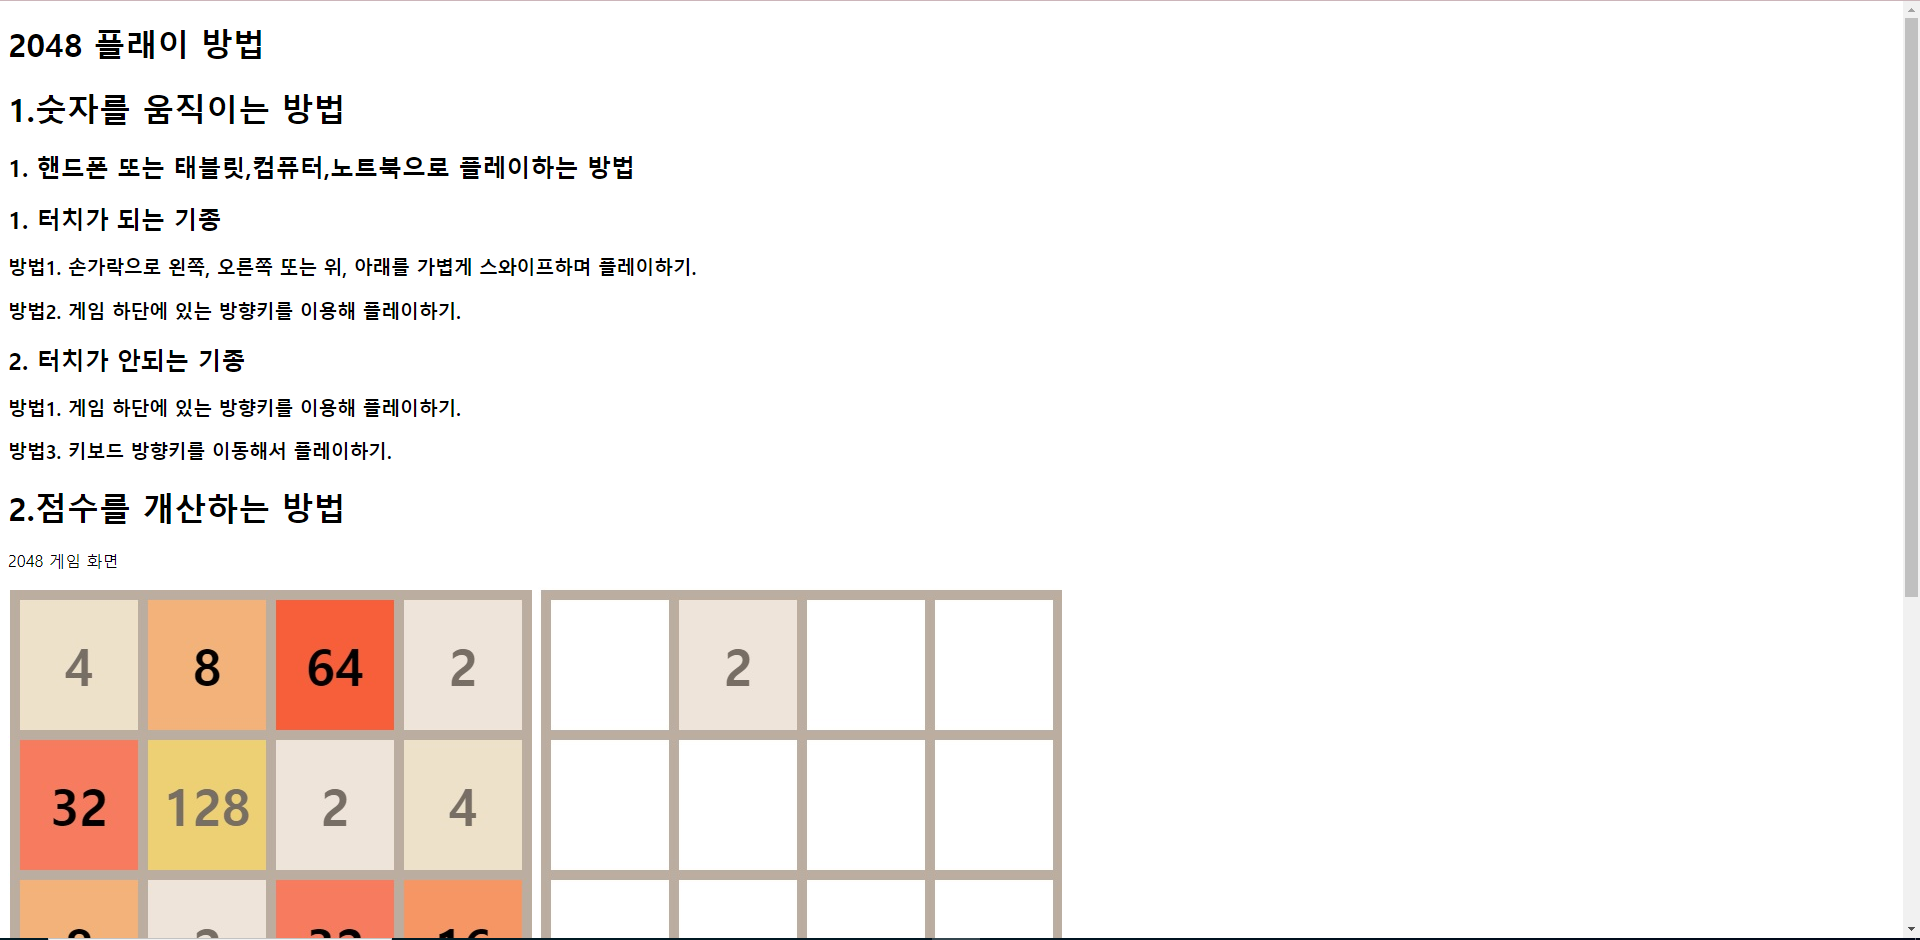 2048 플래이 방법
1.숫자를 움직이는 방법
1. 핸드폰 또는 태블릿,컴퓨터,노트북으로 플레이하는 방법
1. 터치가 되는 기종
방법1. 손가락으로 왼쪽, 오른쪽 또는 위, 아래를 가볍게 스와이프하며 플레이하기.
방법2. 게임 하단에 있는 방향키를 이용해 플레이하기.
2. 터치가 안되는 기종
방법1. 게임 하단에 있는 방향키를 이용해 플레이하기.
방법3. 키보드 방향키를 이동해서 플레이하기.
2.점수를 개산하는 방법
2048 게임 화면
4 8 64 2
32 128 2 4
8 2 32 16
2